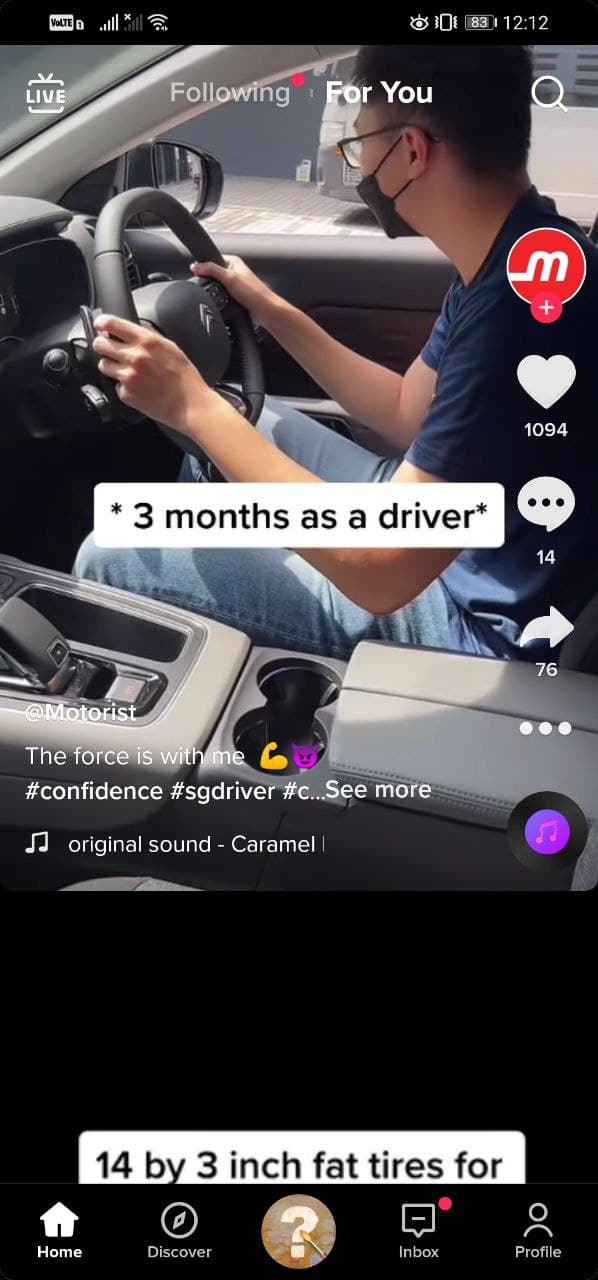 VoLTE 1
83
12:12
LIVE
Following
For You
m
1094
* 3 months as a driver*
14
76
@Motorist
The force is with me 💪😈
#confidence #sgdriver #c...See more
original sound - Caramel
14 by 3 inch fat tires for
?
Home
Discover
Inbox
Profile